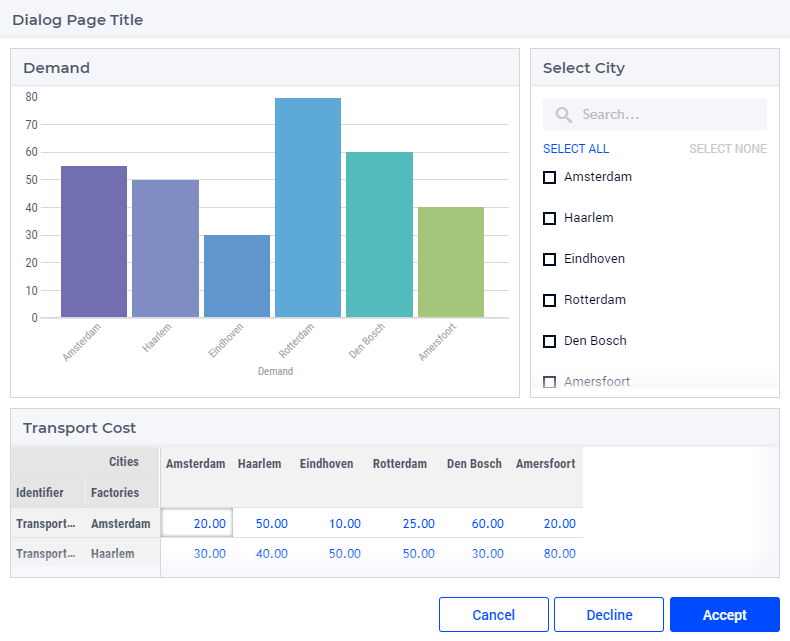 Dialog Page Title
Demand
80
70
60
50
40
30
20
10
0
Amsterdam
Haarlem
Eindhoven
Rotterdam
Den Bosch
Amersfoort
Demand
Select City
Search...
SELECT ALL SELECT NONE
Amsterdam
Haarlem
Eindhoven
Rotterdam
Den Bosch
Amersfoort
Transport Cost
Cities Amsterdam Haarlem Eindhoven Rotterdam Den Bosch Amersfoort
Identifier Factories
Transport... Amsterdam 20.00 50.00 10.00 25.00 60.00 20.00
Transport... Haarlem 30.00 40.00 50.00 50.00 30.00 80.00
Cancel Decline Accept